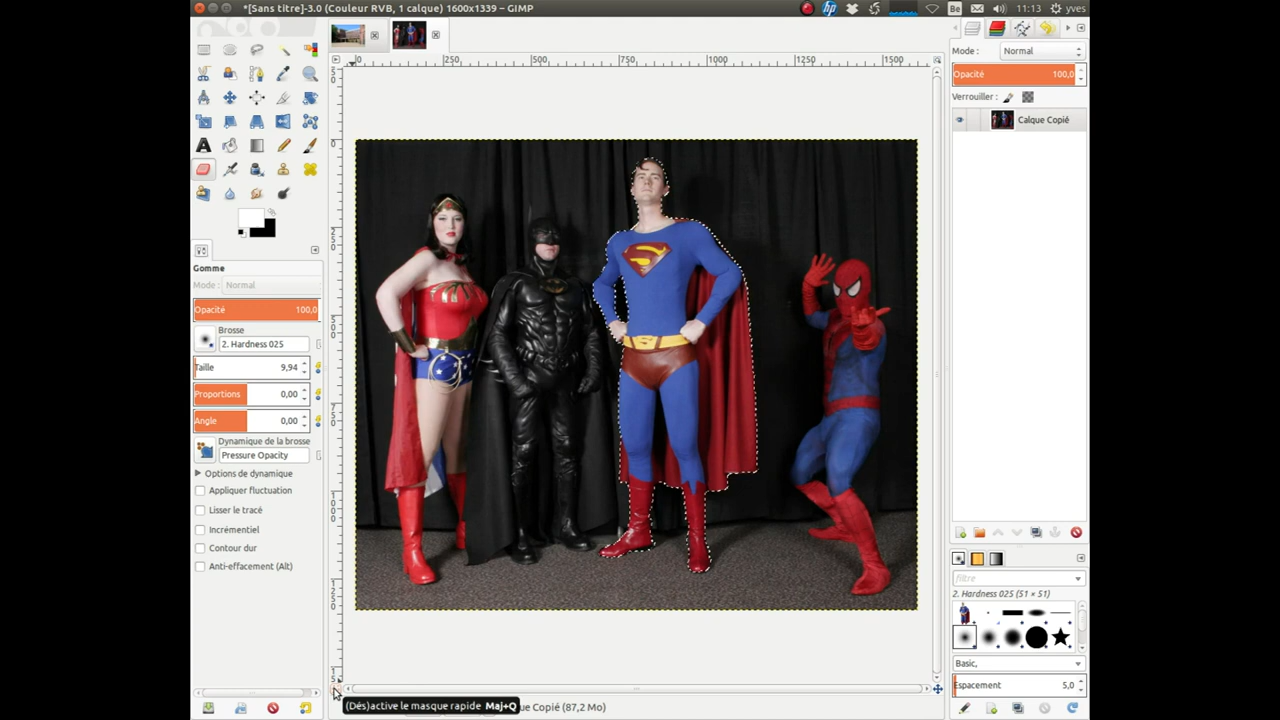 *[Sans titre]-3.0 (Couleur RVB, 1 calque) 1600x1339 – GIMP
hp
Be
11:13
yves
Mode :
Normal
Opacité
100,0
Verrouiller :
Calque Copié
0
250
500
750
1000
1250
1500
Gomme
Mode :
Normal
Opacité
100,0
Brosse
2. Hardness 025
Taille
9,94
Proportions
0,00
Angle
0,00
Dynamique de la brosse
Pressure Opacity
Options de dynamique
Appliquer fluctuation
Lisser le tracé
Incrémentiel
Contour dur
Anti-effacement (Alt)
filtre
2. Hardness 025 (51 × 51)
Basic,
Espacement
5,0
(Dés)active le masque rapide Maj+Q
que Copié (87,2 Mo)